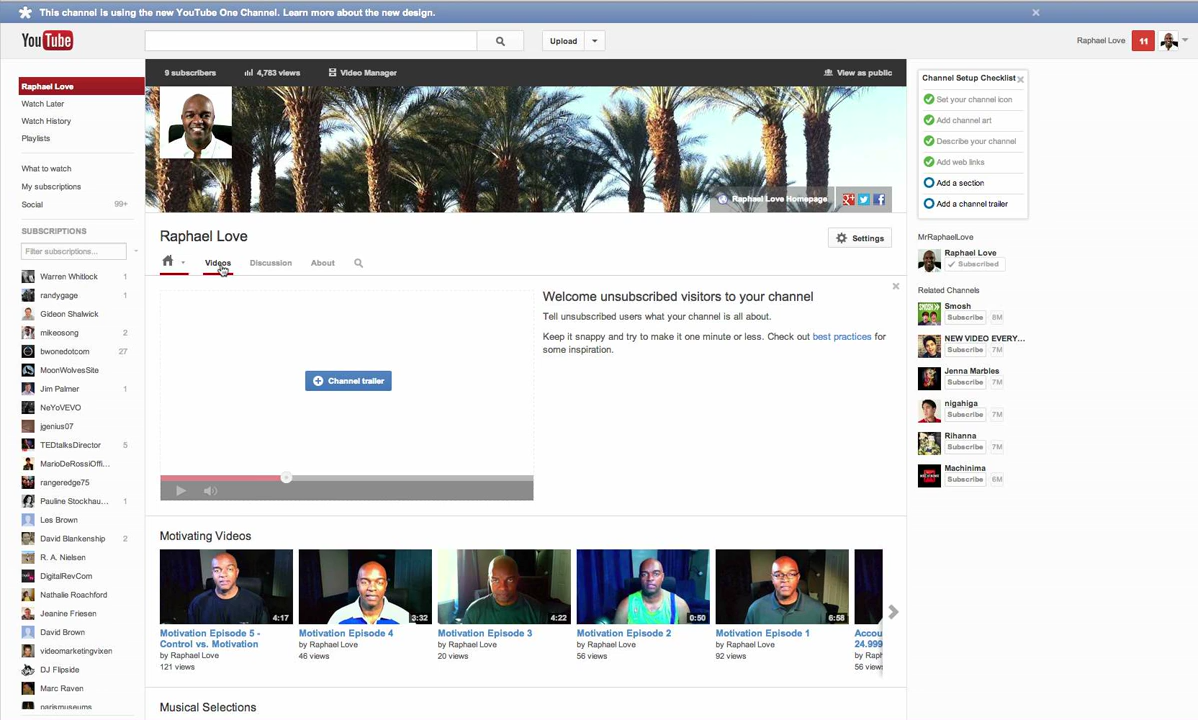 This channel is using the new YouTube One Channel. Learn more about the new design.
YouTube
Upload
Raphael Love
11
Raphael Love
Watch Later
Watch History
Playlists
What to watch
My subscriptions
Social 99+
SUBSCRIPTIONS
Filter subscriptions...
Warren Whitlock 1
randygage 1
Gideon Shalwick
mikeosong 2
bwonedotcom 27
MoonWolvesSite
Jim Palmer 1
NeYoVEVO
jgenius07
TEDtalksDirector 5
MarioDeRossiOffi...
rangeredge75
Pauline Stockhau... 1
Les Brown
David Blankenship 2
R. A. Nielsen
DigitalRevCom
Nathalie Roachford
Jeanine Friesen
David Brown
videomarketingvixen
DJ Flipside
Marc Raven
parismuseums
9 subscribers
4,783 views
Video Manager
View as public
Raphael Love Homepage
Raphael Love
Settings
Videos
Discussion
About
Channel trailer
Welcome unsubscribed visitors to your channel
Tell unsubscribed users what your channel is all about.
Keep it snappy and try to make it one minute or less. Check out best practices for
some inspiration.
Motivating Videos
4:17
Motivation Episode 5 -
Control vs. Motivation
by Raphael Love
121 views
3:32
Motivation Episode 4
by Raphael Love
46 views
4:22
Motivation Episode 3
by Raphael Love
20 views
0:50
Motivation Episode 2
by Raphael Love
56 views
6:58
Motivation Episode 1
by Raphael Love
92 views
Accou
24.999
by Raph
56 views
Musical Selections
Channel Setup Checklist
Set your channel icon
Add channel art
Describe your channel
Add web links
Add a section
Add a channel trailer
MrRaphaelLove
Raphael Love
Subscribed
Related Channels
Smosh
Subscribe 8M
NEW VIDEO EVERY...
Subscribe 7M
Jenna Marbles
Subscribe 7M
nigahiga
Subscribe 7M
Rihanna
Subscribe 7M
Machinima
Subscribe 6M